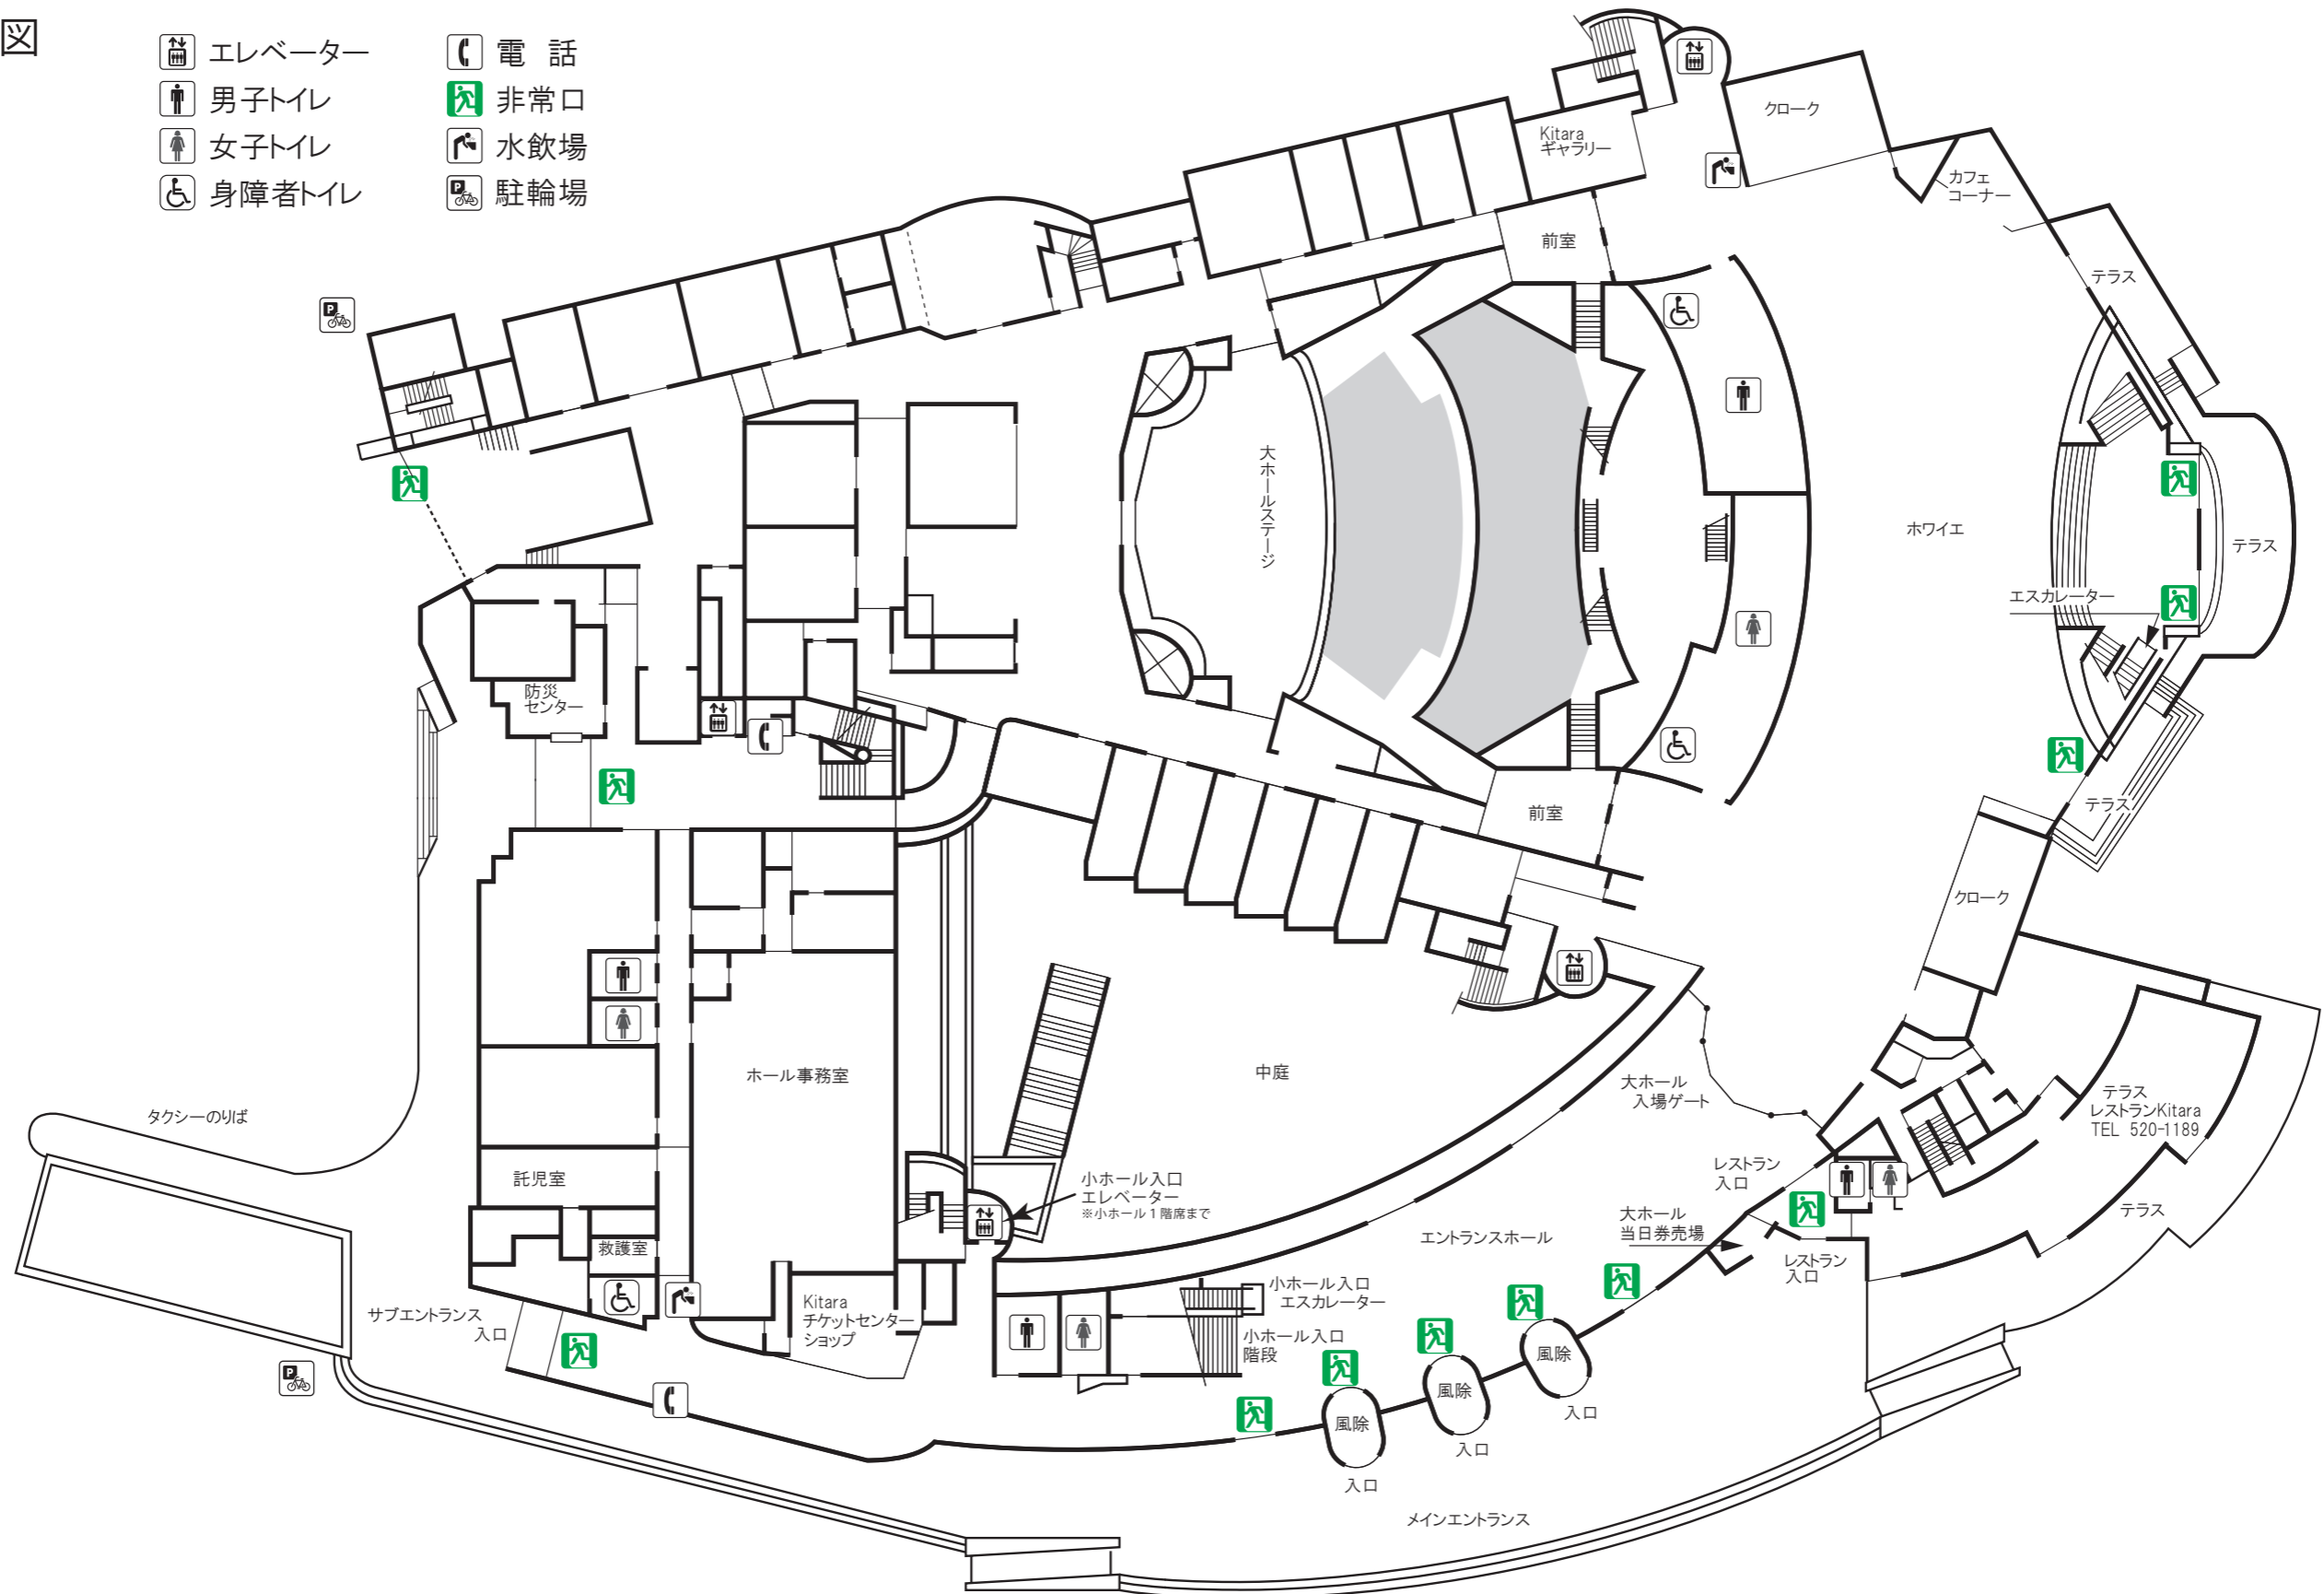 図
エレベーター
電 話
男子トイレ
非常口
女子トイレ
水飲場
身障者トイレ
駐輪場
クローク
Kitara
ギャラリー
カフェ
コーナー
前室
テラス
大ホールステージ
ホワイエ
テラス
エスカレーター
防災
センター
テラス
前室
クローク
ホール事務室
中庭
大ホール
入場ゲート
テラス
レストランKitara
TEL 520-1189
タクシーのりば
託児室
小ホール入口
エレベーター
※小ホール1階席まで
レストラン
入口
テラス
大ホール
当日券売場
エントランスホール
救護室
レストラン
入口
小ホール入口
エスカレーター
Kitara
チケットセンター
ショップ
サブエントランス
入口
小ホール入口
階段
風除
風除
風除
入口
入口
入口
メインエントランス